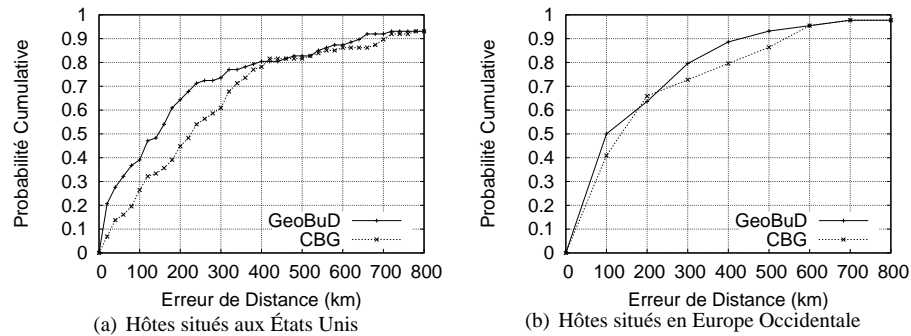 1
0.9
0.8
0.7
0.6
0.5
0.4
0.3
0.2
0.1
0
Probabilité Cumulative
GeoBuD
CBG
0 100 200 300 400 500 600 700 800
Erreur de Distance (km)
(a) Hôtes situés aux États Unis
1
0.9
0.8
0.7
0.6
0.5
0.4
0.3
0.2
0.1
0
Probabilité Cumulative
GeoBuD
CBG
0 100 200 300 400 500 600 700 800
Erreur de Distance (km)
(b) Hôtes situés en Europe Occidentale